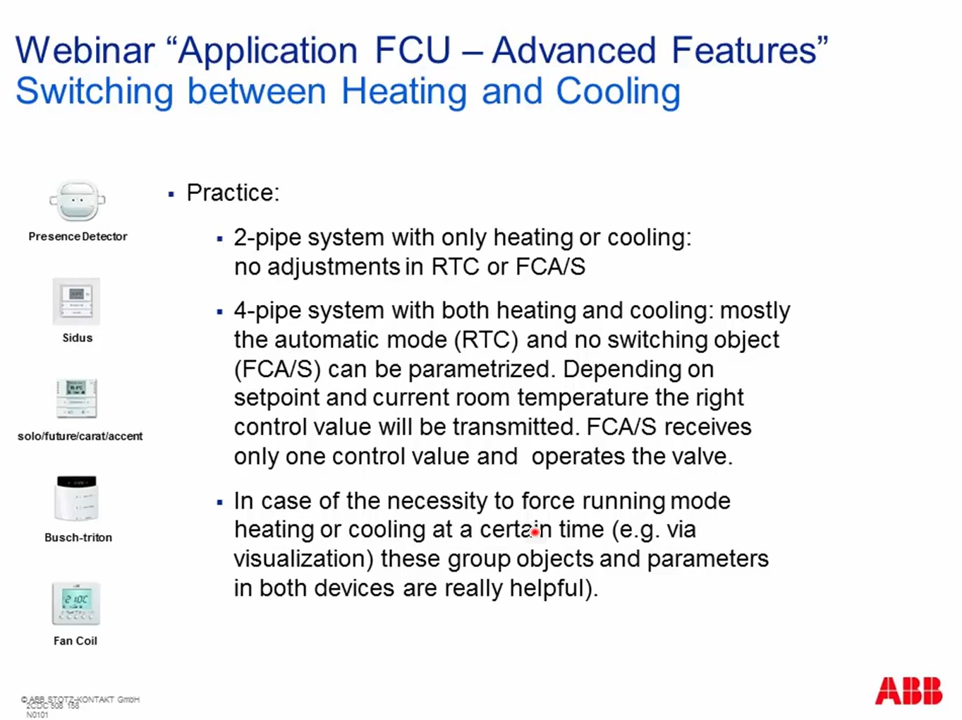 Webinar “Application FCU – Advanced Features”
Switching between Heating and Cooling
Presence Detector
Sidus
solo/future/carat/accent
Busch-triton
Fan Coil
▪ Practice:
▪ 2-pipe system with only heating or cooling:
no adjustments in RTC or FCA/S
▪ 4-pipe system with both heating and cooling: mostly
the automatic mode (RTC) and no switching object
(FCA/S) can be parametrized. Depending on
setpoint and current room temperature the right
control value will be transmitted. FCA/S receives
only one control value and operates the valve.
▪ In case of the necessity to force running mode
heating or cooling at a certain time (e.g. via
visualization) these group objects and parameters
in both devices are really helpful).
© ABB STOTZ-KONTAKT GmbH
N0101
ABB